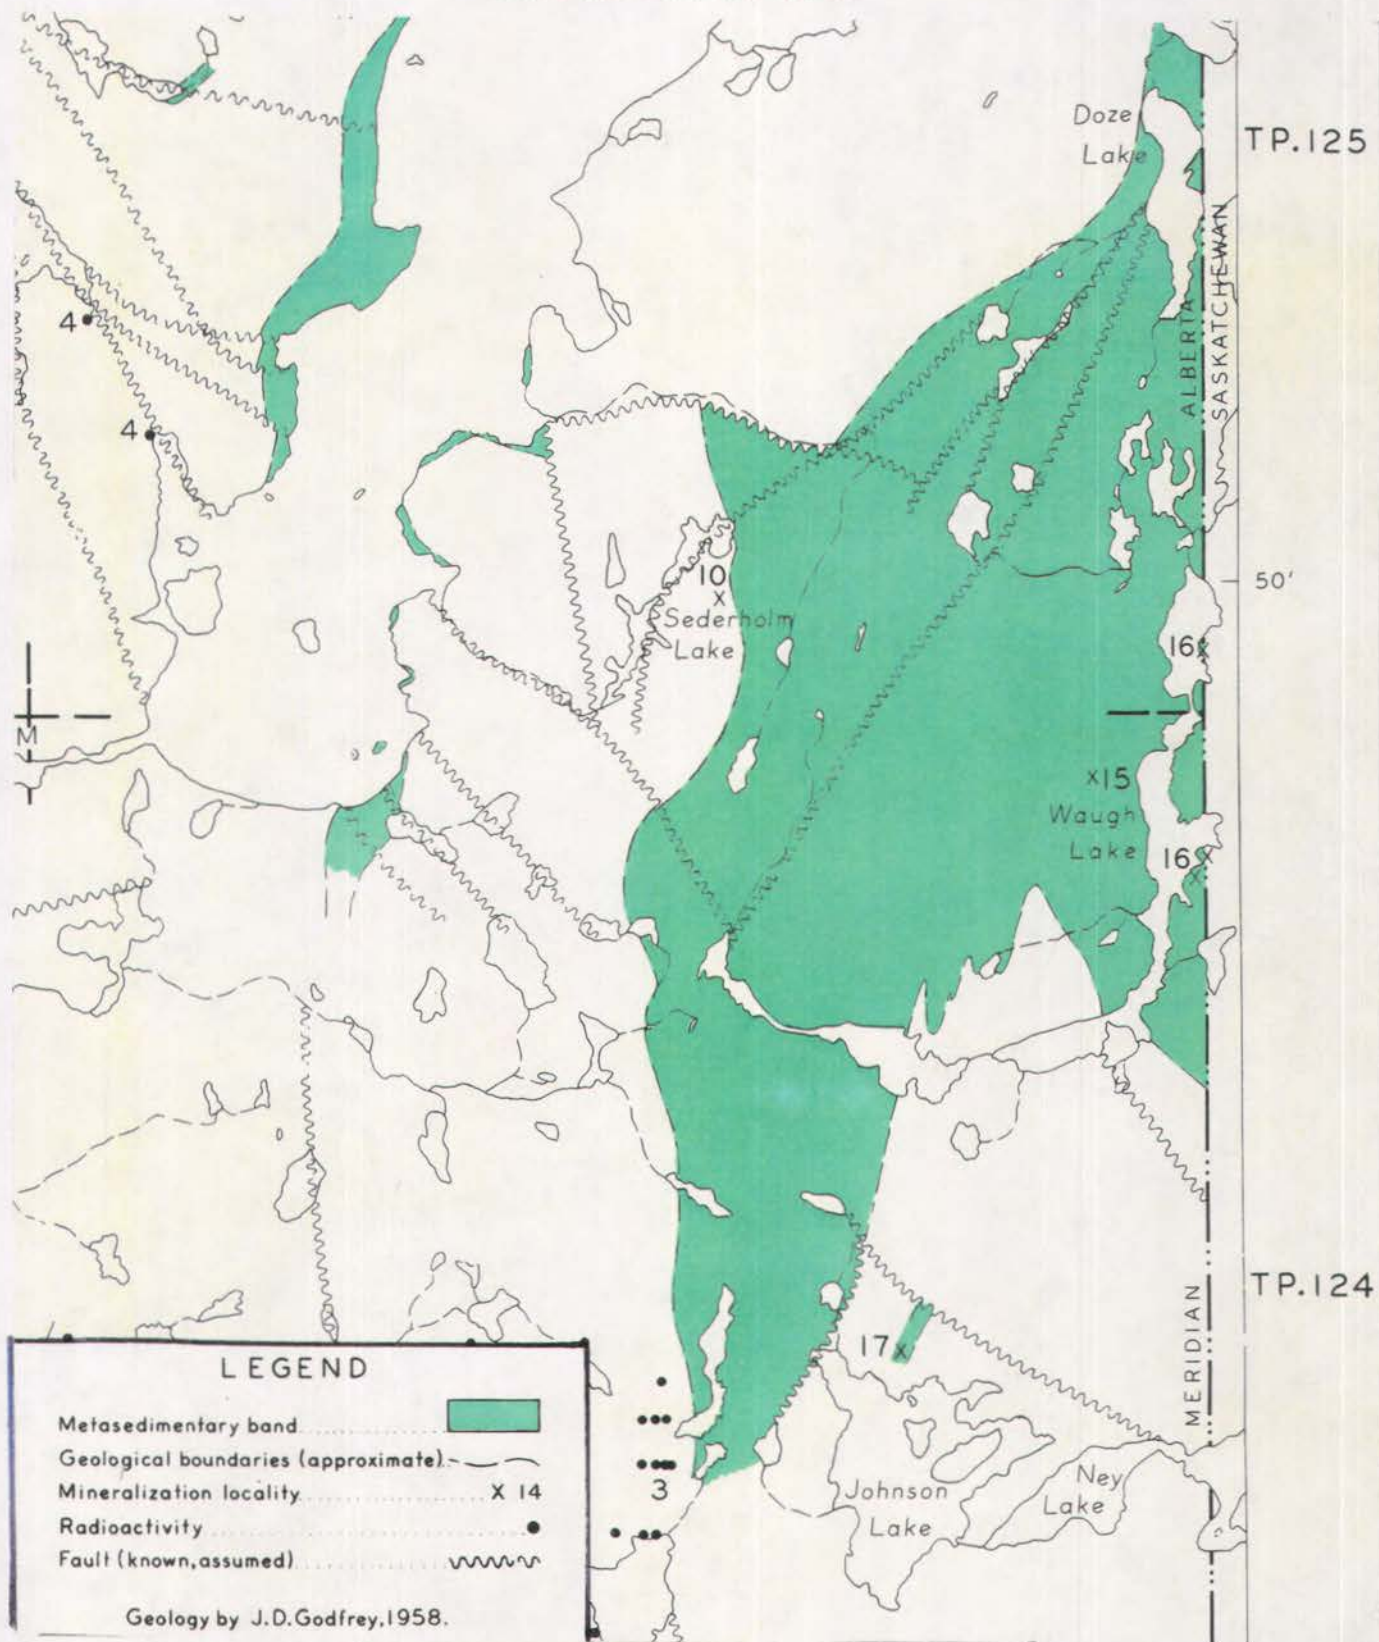 Doze
Lake
TP.125
ALBERTA
SASKATCHEWAN
4
4
10
X
Sederholm
Lake
50'
16x
M
x15
Waugh
Lake
16x
x
TP.124
MERIDIAN
17x
3
Johnson
Lake
Ney
Lake
LEGEND
Metasedimentary band
Geological boundaries (approximate)
Mineralization locality X 14
Radioactivity
Fault (known, assumed)
Geology by J.D.Godfrey,1958.